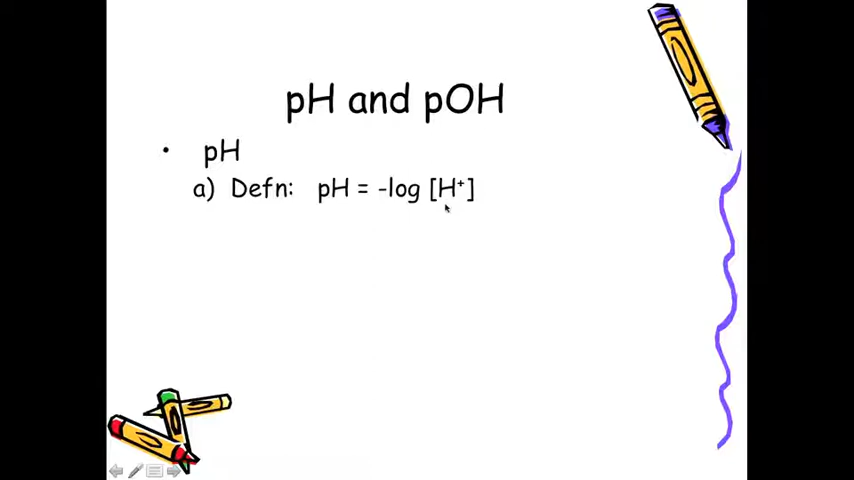 pH and pOH
• pH
a) Defn: pH = -log [H⁺]